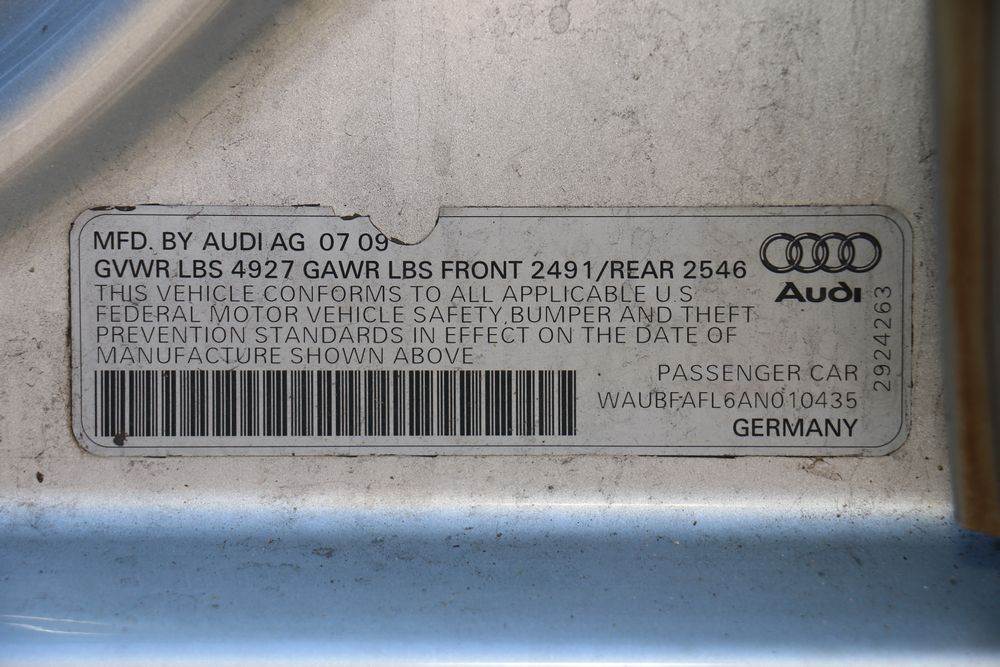 MFD. BY AUDI AG 07 09
GVWR LBS 4927 GAWR LBS FRONT 2491/REAR 2546
THIS VEHICLE CONFORMS TO ALL APPLICABLE U.S
FEDERAL MOTOR VEHICLE SAFETY,BUMPER AND THEFT
PREVENTION STANDARDS IN EFFECT ON THE DATE OF
MANUFACTURE SHOWN ABOVE
Audi
2924263
PASSENGER CAR
WAUBFAFL6AN010435
GERMANY